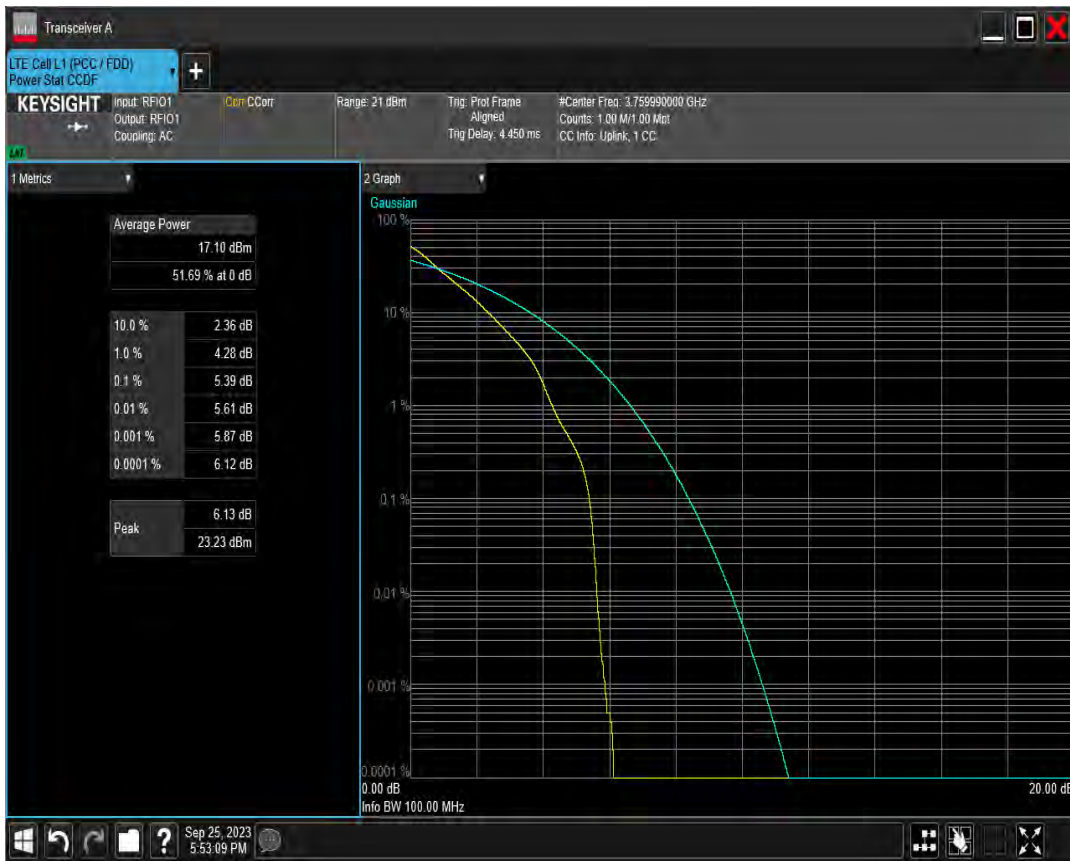 Transceiver A
LTE Cell L1 (PCC / FDD)
Power Stat CCDF
KEYSIGHT
Input: RFIO1
Output: RFIO1
Coupling: AC
Corr CCorr
Range: 21 dBm
Trig: Prot Frame
Aligned
Trig Delay: 4.450 ms
#Center Freq: 3.759990000 GHz
Counts: 1.00 M/1.00 Mpt
CC Info: Uplink, 1 CC
LXI
1 Metrics
Average Power
17.10 dBm
51.69 % at 0 dB
10.0 % 2.36 dB
1.0 % 4.28 dB
0.1 % 5.39 dB
0.01 % 5.61 dB
0.001 % 5.87 dB
0.0001 % 6.12 dB
Peak 6.13 dB
23.23 dBm
2 Graph
Gaussian
100 %
10 %
1 %
0.1 %
0.01 %
0.001 %
0.0001 %
0.00 dB 20.00 dB
Info BW 100.00 MHz
Sep 25, 2023
5:53:09 PM